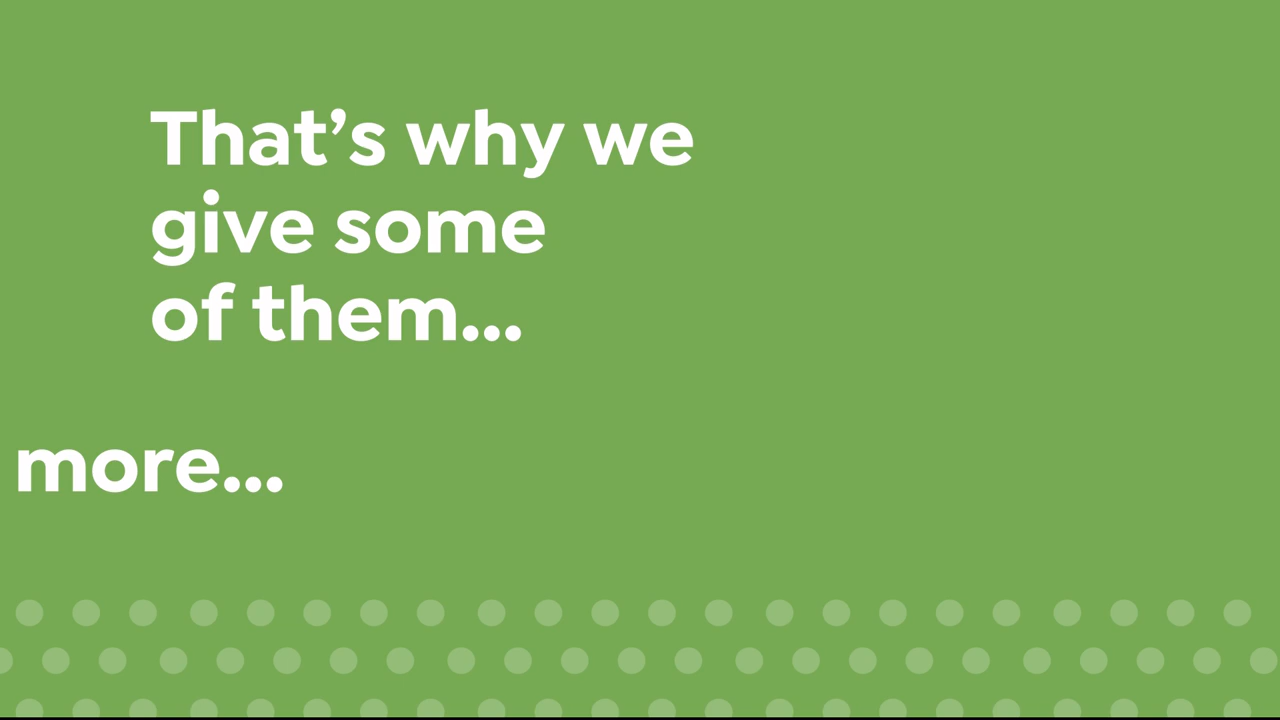 That’s why we
give some
of them...
more...